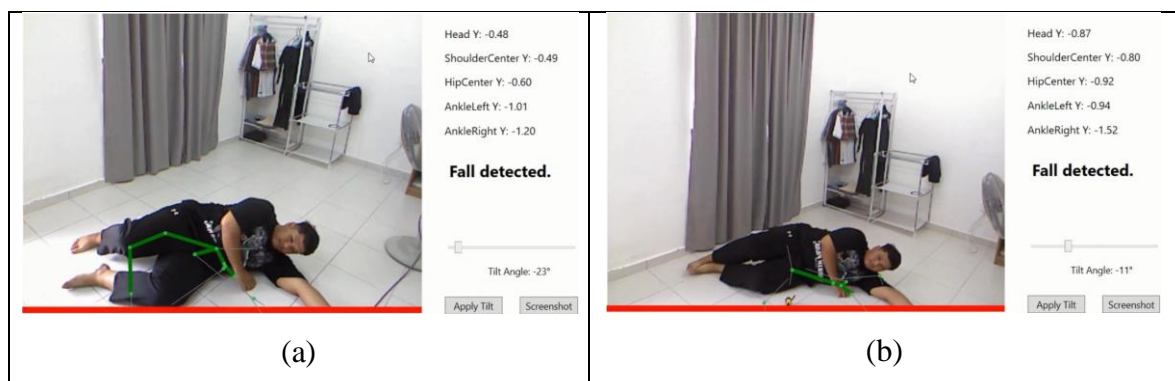 Head Y: -0.48
ShoulderCenter Y: -0.49
HipCenter Y: -0.60
AnkleLeft Y: -1.01
AnkleRight Y: -1.20
Fall detected.
Tilt Angle: -23°
Apply Tilt Screenshot
(a)
Head Y: -0.87
ShoulderCenter Y: -0.80
HipCenter Y: -0.92
AnkleLeft Y: -0.94
AnkleRight Y: -1.52
Fall detected.
Tilt Angle: -11°
Apply Tilt Screenshot
(b)